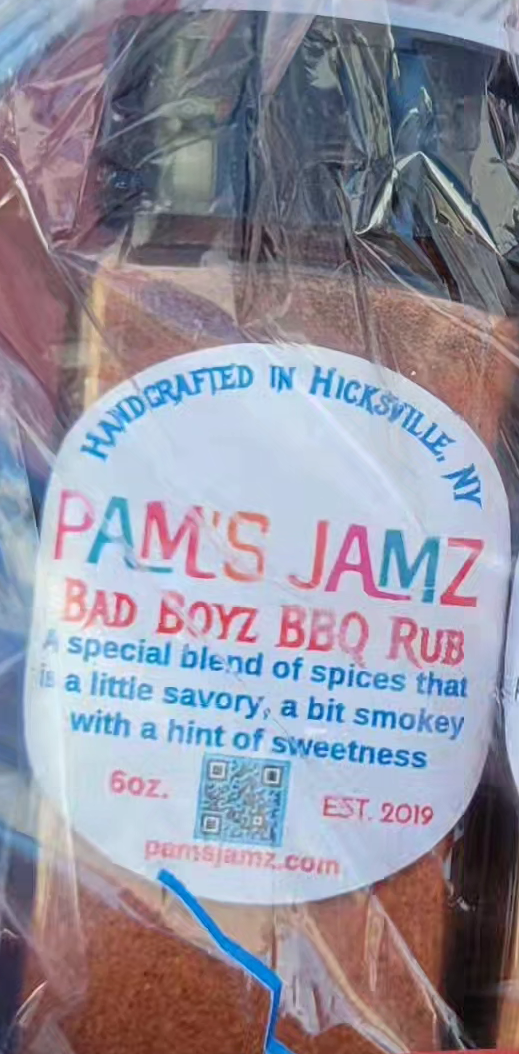 HANDCRAFTED IN HICKSVILLE, NY
PAM'S JAMZ
BAD BOYZ BBQ RUB
A special blend of spices that
is a little savory, a bit smokey
with a hint of sweetness
6oz.
EST. 2019
pamsjamz.com